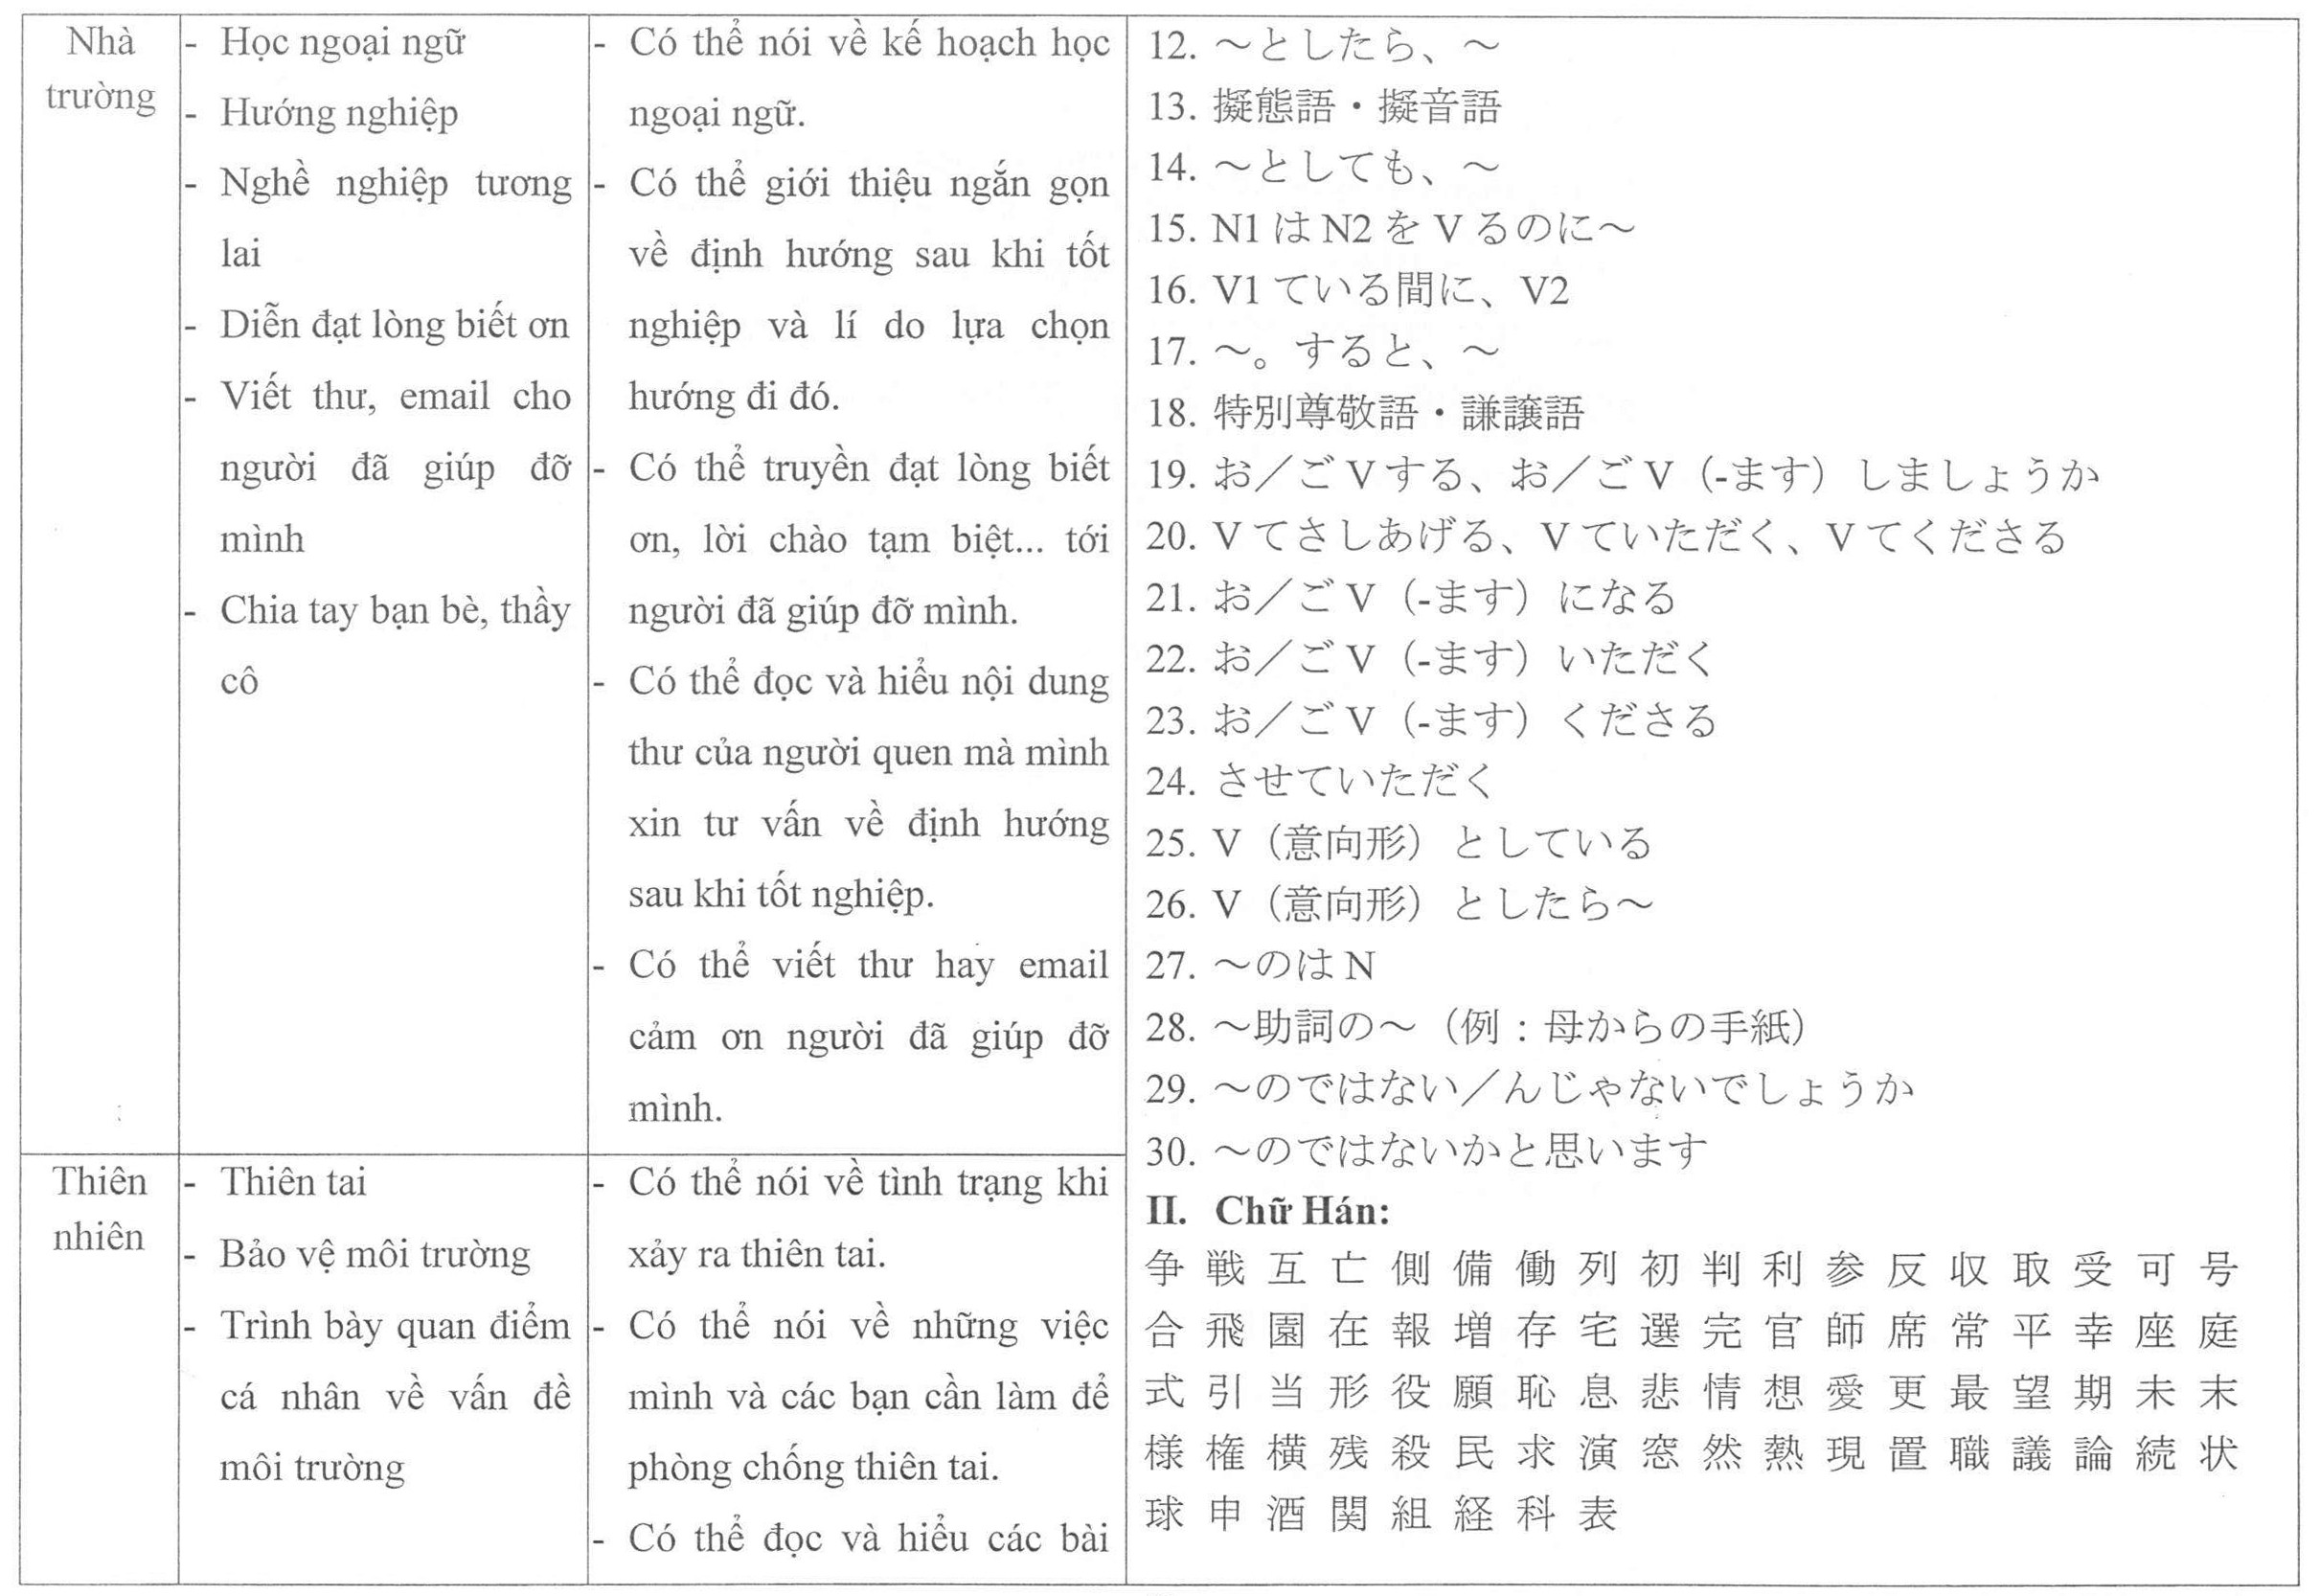 Nhà
trường
- Học ngoại ngữ
- Hướng nghiệp
- Nghề nghiệp tương
lai
- Diễn đạt lòng biết ơn
- Viết thư, email cho
người đã giúp đỡ
mình
- Chia tay bạn bè, thầy
cô
- Có thể nói về kế hoạch học
ngoại ngữ.
- Có thể giới thiệu ngắn gọn
về định hướng sau khi tốt
nghiệp và lí do lựa chọn
hướng đi đó.
- Có thể truyền đạt lòng biết
ơn, lời chào tạm biệt... tới
người đã giúp đỡ mình.
- Có thể đọc và hiểu nội dung
thư của người quen mà mình
xin tư vấn về định hướng
sau khi tốt nghiệp.
- Có thể viết thư hay email
cảm ơn người đã giúp đỡ
mình.
Thiên
nhiên
- Thiên tai
- Bảo vệ môi trường
- Trình bày quan điểm
cá nhân về vấn đề
môi trường
- Có thể nói về tình trạng khi
xảy ra thiên tai.
- Có thể nói về những việc
mình và các bạn cần làm để
phòng chống thiên tai.
- Có thể đọc và hiểu các bài
12. ～としたら、～
13. 擬態語・擬音語
14. ～としても、～
15. N1 は N2 を V るのに～
16. V1 ている間に、V2
17. ～。すると、～
18. 特別尊敬語・謙譲語
19. お／ご V する、お／ご V（-ます）しましょうか
20. V てさしあげる、V ていただく、V てくださる
21. お／ご V（-ます）になる
22. お／ご V（-ます）いただく
23. お／ご V（-ます）くださる
24. させていただく
25. V（意向形）としている
26. V（意向形）としたら～
27. ～のは N
28. ～助詞の～（例：母からの手紙）
29. ～のではない／んじゃないでしょうか
30. ～のではないかと思います
II. Chữ Hán:
争 戦 互 亡 側 備 働 列 初 判 利 参 反 収 取 受 可 号
合 飛 園 在 報 増 存 宅 選 完 官 師 席 常 平 幸 座 庭
式 引 当 形 役 願 恥 息 悲 情 想 愛 更 最 望 期 未 末
様 権 横 残 殺 民 求 演 窓 然 熱 現 置 職 議 論 続 状
球 申 酒 関 組 経 科 表